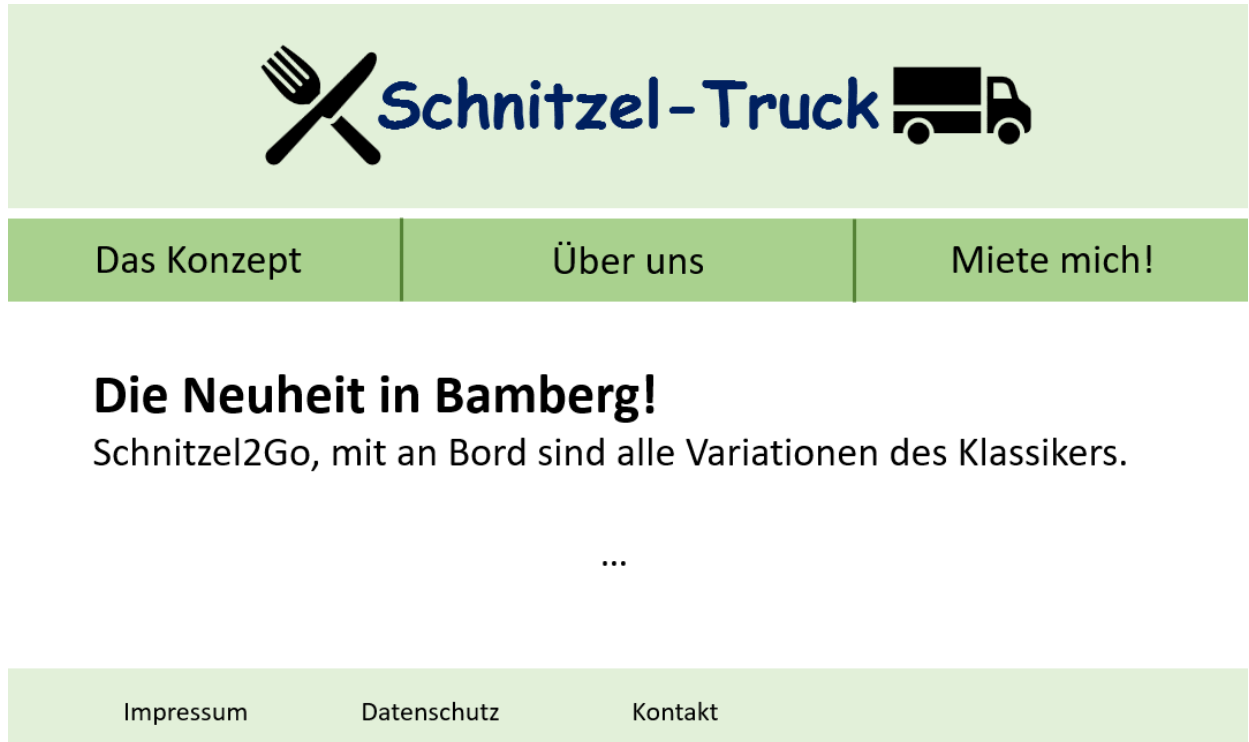 Schnitzel-Truck
Das Konzept Über uns Miete mich!
Die Neuheit in Bamberg!
Schnitzel2Go, mit an Bord sind alle Variationen des Klassikers.
...
Impressum Datenschutz Kontakt